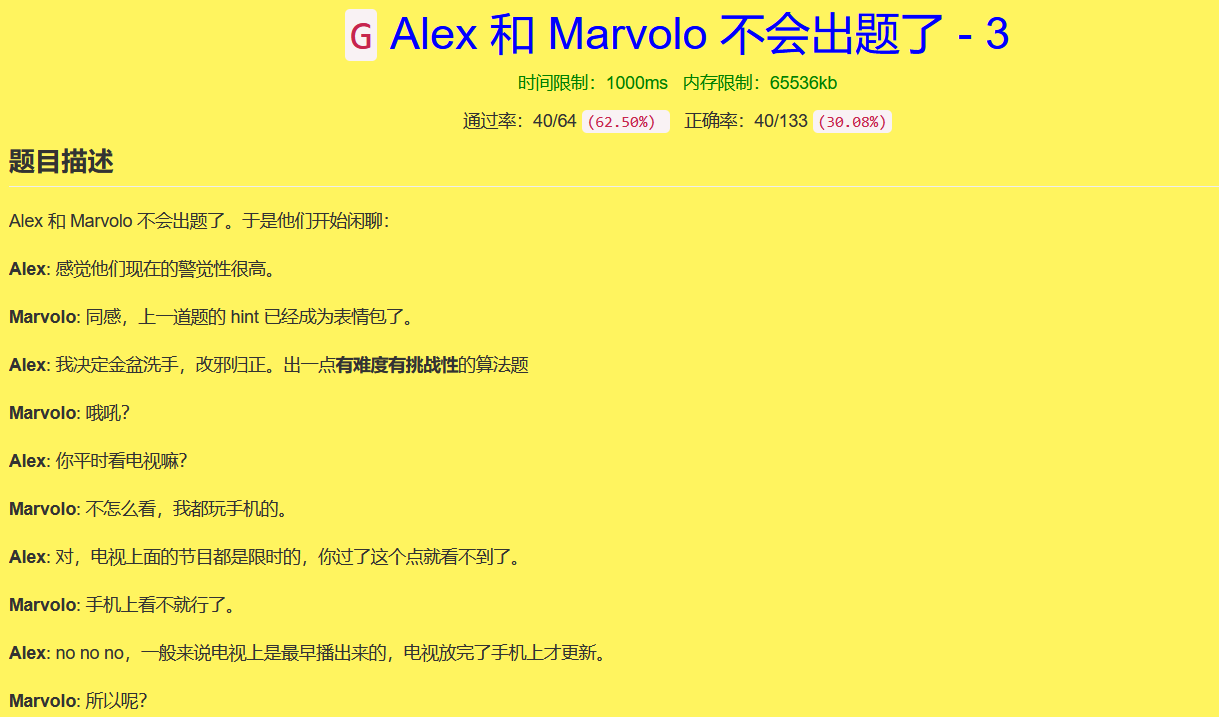 G Alex 和 Marvolo 不会出题了 - 3
时间限制：1000ms 内存限制：65536kb
通过率：40/64 (62.50%) 正确率：40/133 (30.08%)
题目描述
Alex 和 Marvolo 不会出题了。于是他们开始闲聊：
Alex: 感觉他们现在的警觉性很高。
Marvolo: 同感，上一道题的 hint 已经成为表情包了。
Alex: 我决定金盆洗手，改邪归正。出一点有难度有挑战性的算法题
Marvolo: 哦吼？
Alex: 你平时看电视嘛？
Marvolo: 不怎么看，我都玩手机的。
Alex: 对，电视上面的节目都是限时的，你过了这个点就看不到了。
Marvolo: 手机上看不就行了。
Alex: no no no，一般来说电视上是最早播出来的，电视放完了手机上才更新。
Marvolo: 所以呢？